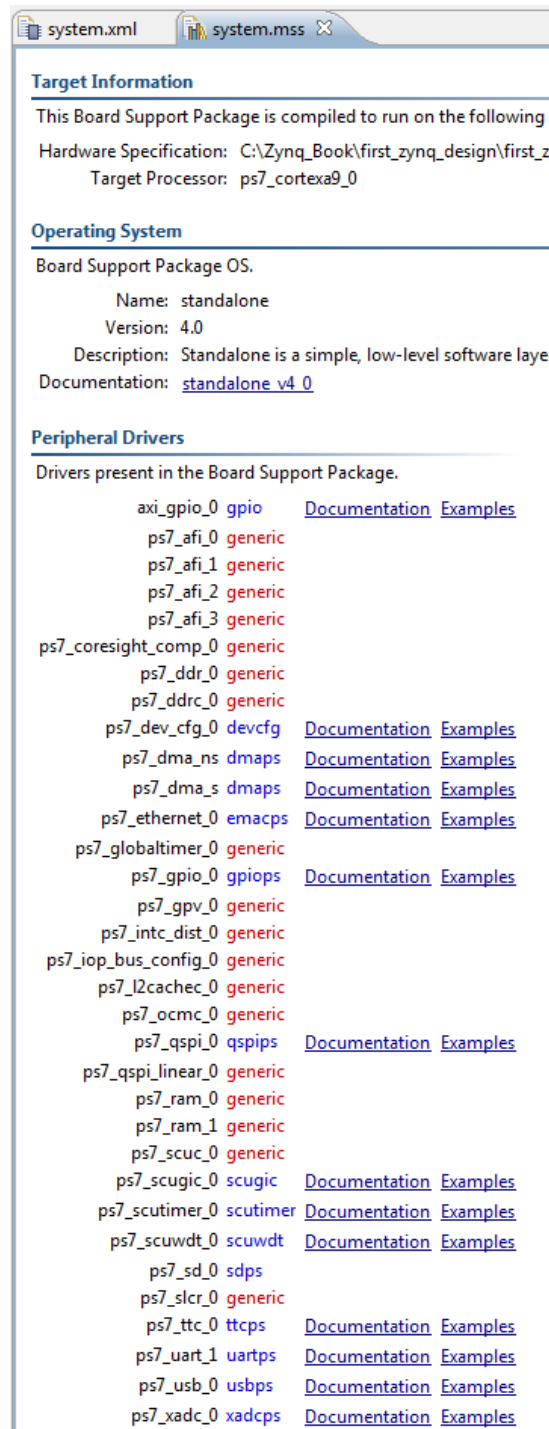 system.xml system.mss
Target Information
This Board Support Package is compiled to run on the following
Hardware Specification: C:\Zynq_Book\first_zynq_design\first_z
Target Processor: ps7_cortexa9_0
Operating System
Board Support Package OS.
Name: standalone
Version: 4.0
Description: Standalone is a simple, low-level software laye
Documentation: standalone_v4_0
Peripheral Drivers
Drivers present in the Board Support Package.
axi_gpio_0 gpio Documentation Examples
ps7_afi_0 generic
ps7_afi_1 generic
ps7_afi_2 generic
ps7_afi_3 generic
ps7_coresight_comp_0 generic
ps7_ddr_0 generic
ps7_ddrc_0 generic
ps7_dev_cfg_0 devcfg Documentation Examples
ps7_dma_ns dmaps Documentation Examples
ps7_dma_s dmaps Documentation Examples
ps7_ethernet_0 emacps Documentation Examples
ps7_globaltimer_0 generic
ps7_gpio_0 gpiops Documentation Examples
ps7_gpv_0 generic
ps7_intc_dist_0 generic
ps7_iop_bus_config_0 generic
ps7_l2cachec_0 generic
ps7_ocmc_0 generic
ps7_qspi_0 qspips Documentation Examples
ps7_qspi_linear_0 generic
ps7_ram_0 generic
ps7_ram_1 generic
ps7_scuc_0 generic
ps7_scugic_0 scugic Documentation Examples
ps7_scutimer_0 scutimer Documentation Examples
ps7_scuwdt_0 scuwdt Documentation Examples
ps7_sd_0 sdps
ps7_slcr_0 generic
ps7_ttc_0 ttcps Documentation Examples
ps7_uart_1 uartps Documentation Examples
ps7_usb_0 usbps Documentation Examples
ps7_xadc_0 xadcps Documentation Examples